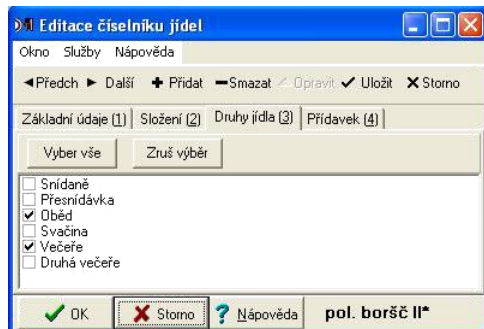 Editace číselníku jídel
Okno Služby Nápověda
Předch Další Přidat Smazat Opravit Uložit Storno
Základní údaje (1) Složení (2) Druhy jídla (3) Přídavek (4)
Vyber vše Zruš výběr
Snídaně
Přesnídávka
Oběd
Svačina
Večeře
Druhá večeře
OK Storno Nápověda pol. boršč II*